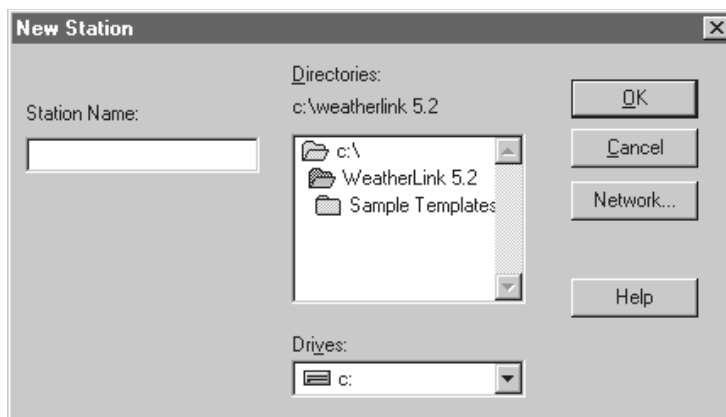 New Station
Station Name:
Directories:
c:\weatherlink 5.2
c:\
WeatherLink 5.2
Sample Templates
Drives:
c:
OK
Cancel
Network...
Help